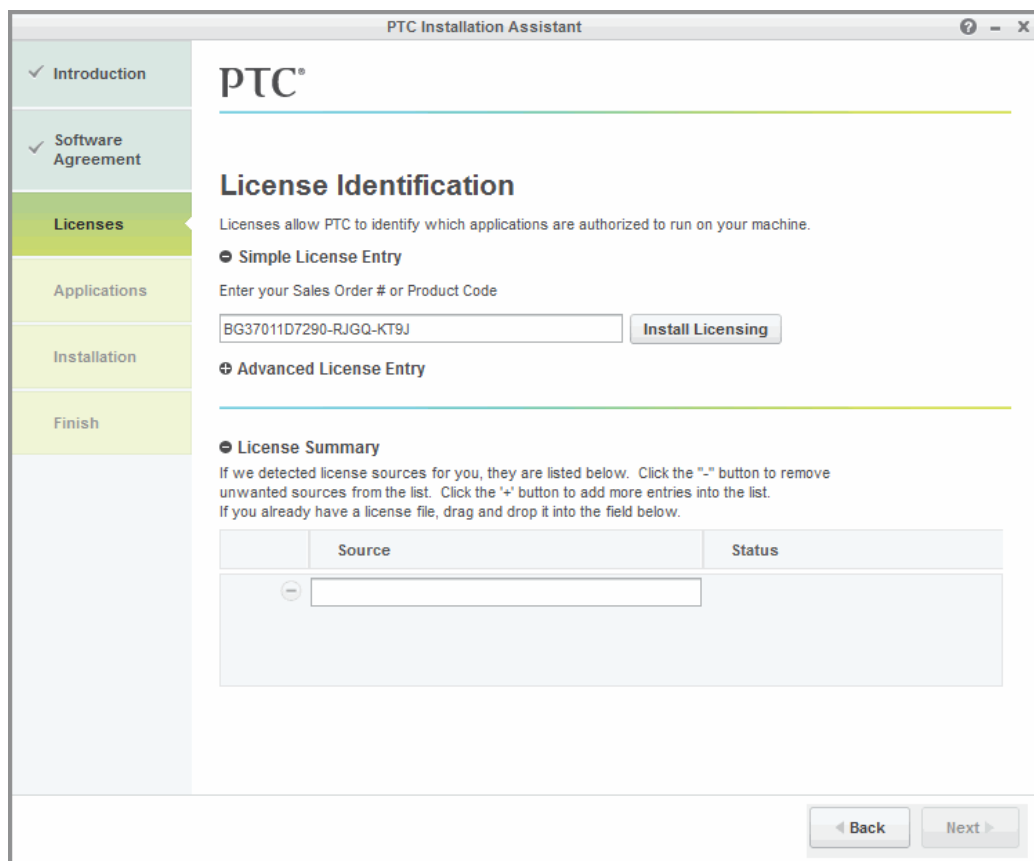 PTC Installation Assistant
Introduction
Software
Agreement
Licenses
Applications
Installation
Finish
PTC®
License Identification
Licenses allow PTC to identify which applications are authorized to run on your machine.
Simple License Entry
Enter your Sales Order # or Product Code
BG37011D7290-RJGQ-KT9J
Install Licensing
Advanced License Entry
License Summary
If we detected license sources for you, they are listed below. Click the "-" button to remove
unwanted sources from the list. Click the '+' button to add more entries into the list.
If you already have a license file, drag and drop it into the field below.
Source
Status
Back
Next